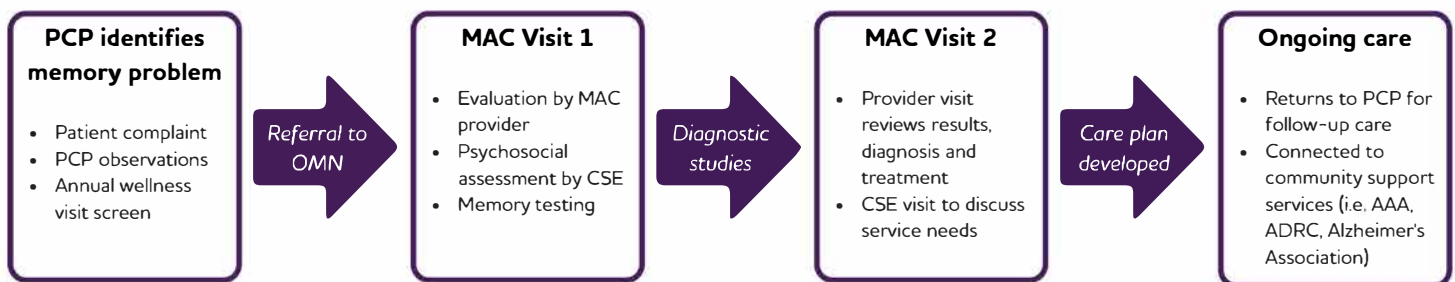 PCP identifies
memory problem
• Patient complaint
• PCP observations
• Annual wellness
visit screen
Referral to
OMN
MAC Visit 1
• Evaluation by MAC
provider
• Psychosocial
assessment by CSE
• Memory testing
Diagnostic
studies
MAC Visit 2
• Provider visit
reviews results,
diagnosis and
treatment
• CSE visit to discuss
service needs
Care plan
developed
Ongoing care
• Returns to PCP for
follow-up care
• Connected to
community support
services (i.e, AAA,
ADRC, Alzheimer's
Association)